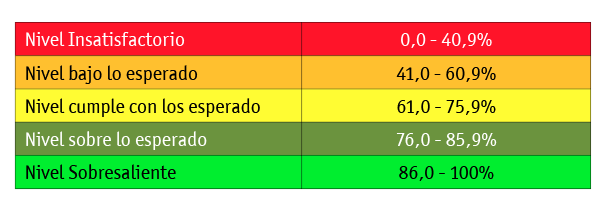 Nivel Insatisfactorio 0,0 - 40,9%
Nivel bajo lo esperado 41,0 - 60,9%
Nivel cumple con los esperado 61,0 - 75,9%
Nivel sobre lo esperado 76,0 - 85,9%
Nivel Sobresaliente 86,0 - 100%